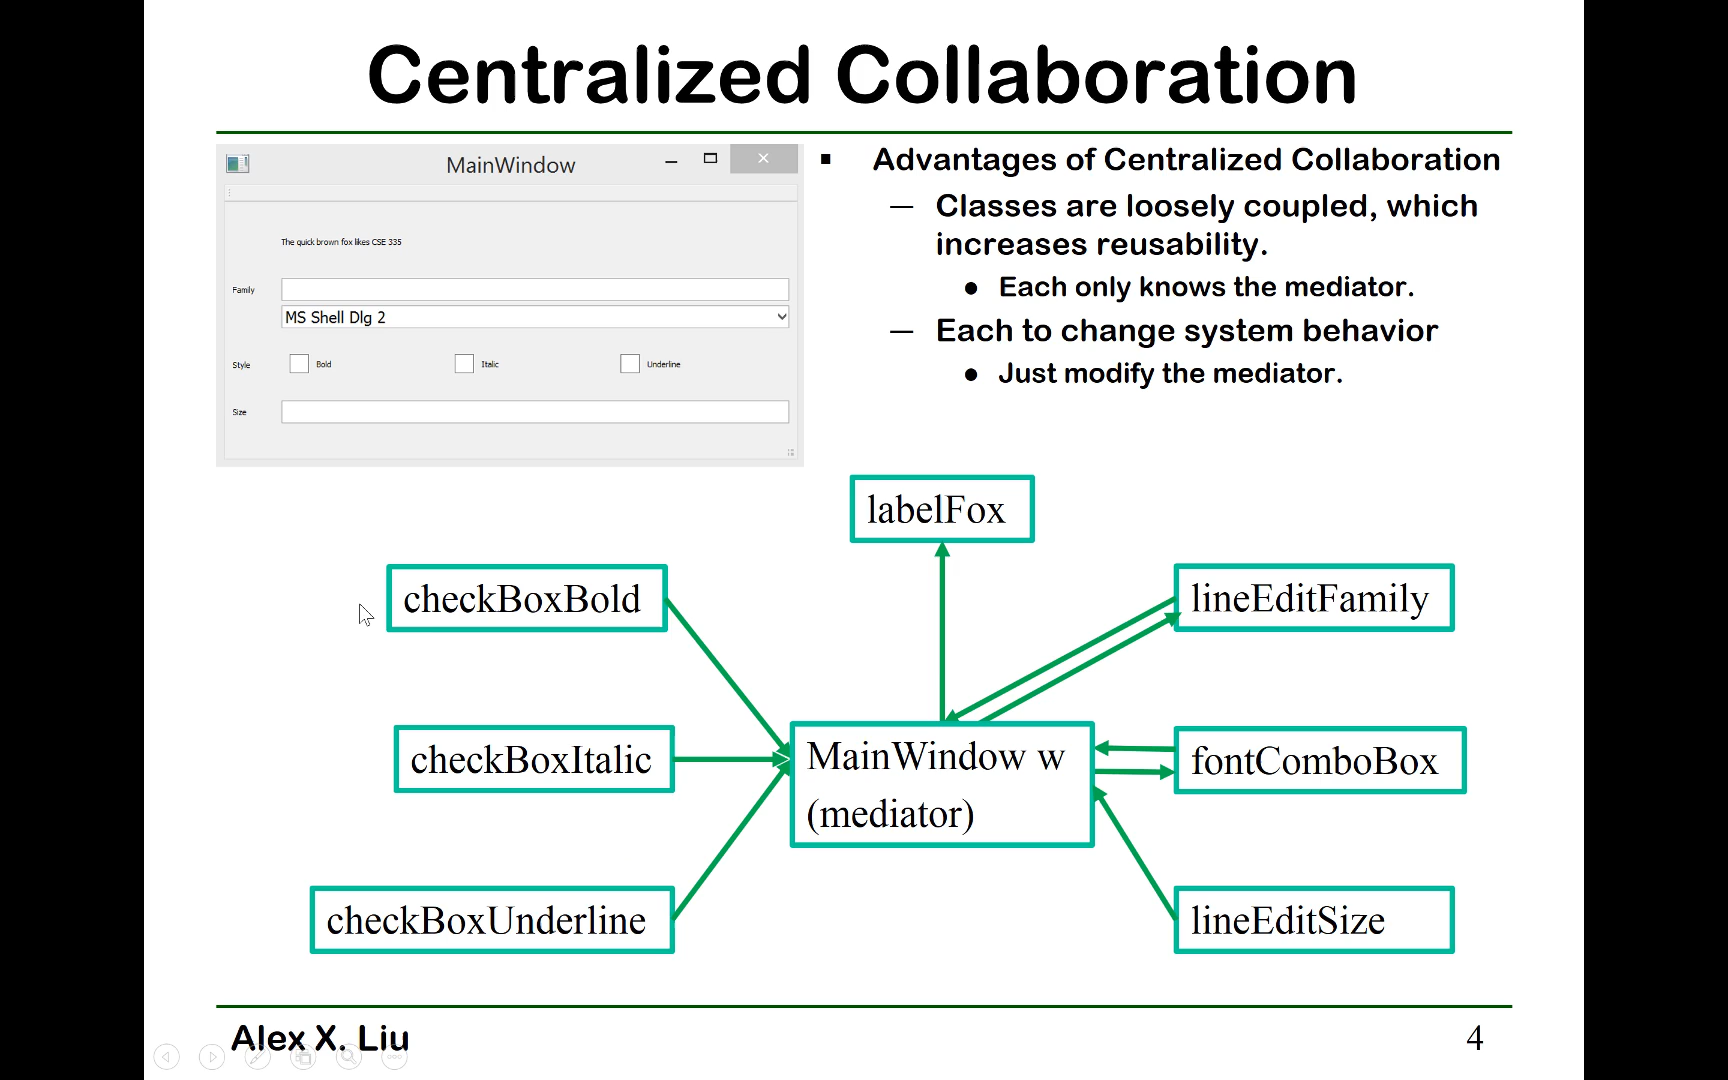 Centralized Collaboration
MainWindow
The quick brown fox likes CSE 335
Family
MS Shell Dlg 2
Style
Bold
Italic
Underline
Size
Advantages of Centralized Collaboration
Classes are loosely coupled, which
increases reusability.
Each only knows the mediator.
Each to change system behavior
Just modify the mediator.
labelFox
checkBoxBold
lineEditFamily
checkBoxItalic
MainWindow w
(mediator)
fontComboBox
checkBoxUnderline
lineEditSize
Alex X. Liu
4